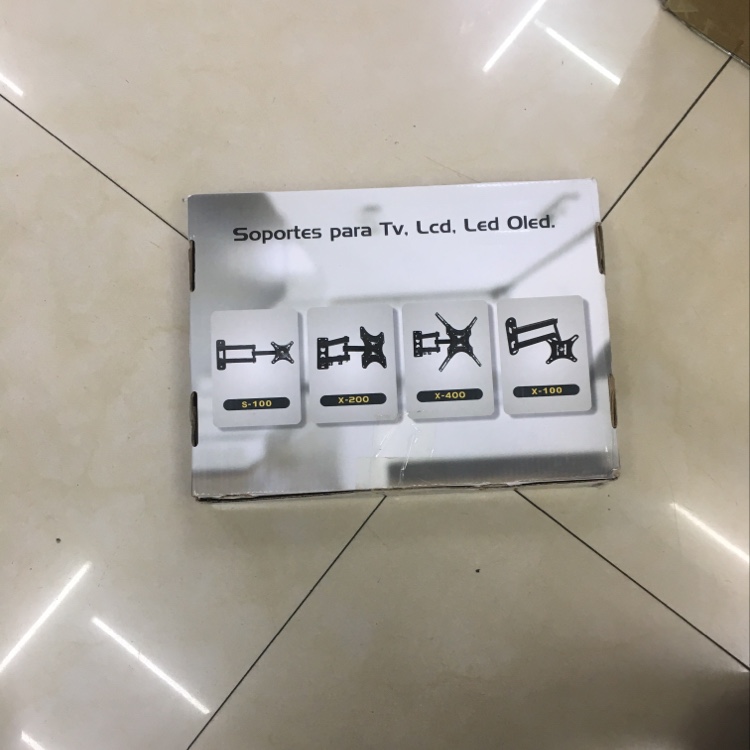 Soportes para Tv, Lcd, Led Oled.
S-100
X-200
X-400
X-100